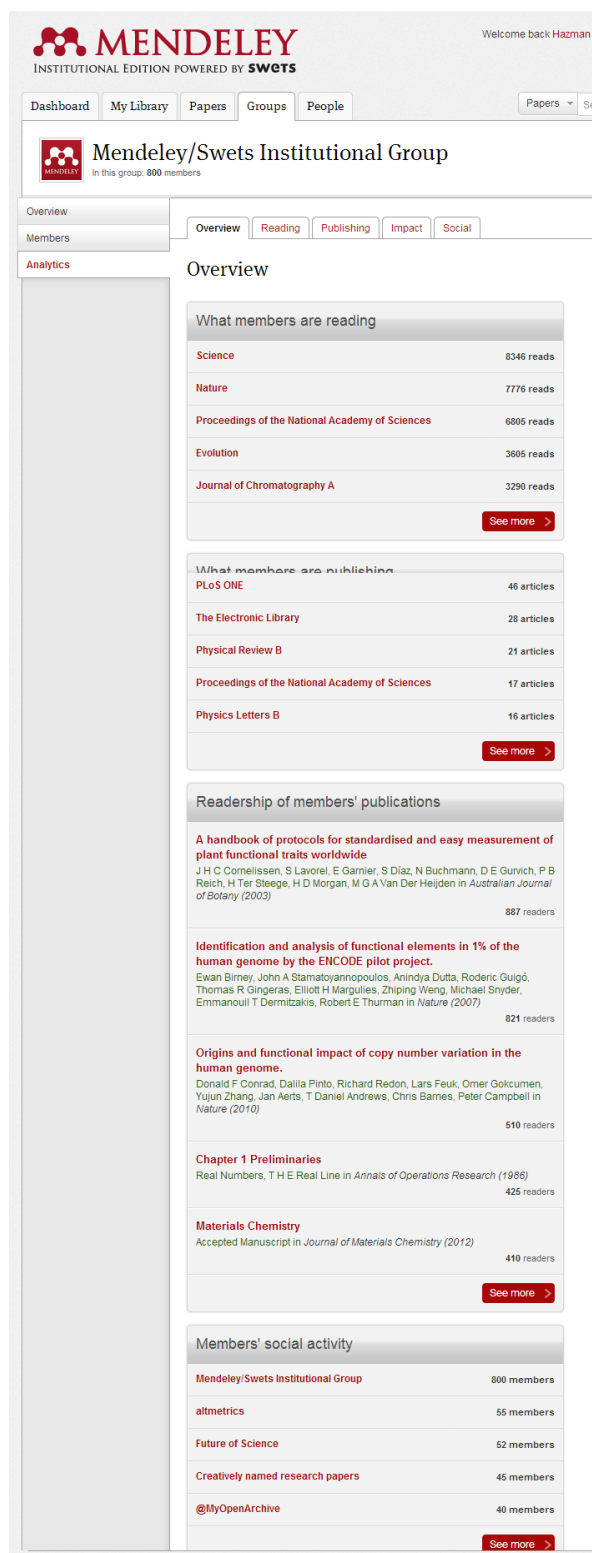 MENDELEY
Welcome back Hazman
INSTITUTIONAL EDITION POWERED BY swets
Dashboard My Library Papers Groups People
Papers Se
MENDELEY
Mendeley/Swets Institutional Group
In this group: 800 members
Overview
Members
Analytics
Overview Reading Publishing Impact Social
Overview
What members are reading
Science 8346 reads
Nature 7776 reads
Proceedings of the National Academy of Sciences 6805 reads
Evolution 3605 reads
Journal of Chromatography A 3290 reads
See more
What members are publishing
PLoS ONE 46 articles
The Electronic Library 28 articles
Physical Review B 21 articles
Proceedings of the National Academy of Sciences 17 articles
Physics Letters B 16 articles
See more
Readership of members' publications
A handbook of protocols for standardised and easy measurement of
plant functional traits worldwide
J H C Cornelissen, S Lavorel, E Garnier, S Díaz, N Buchmann, D E Gurvich, P B
Reich, H Ter Steege, H D Morgan, M G A Van Der Heijden in Australian Journal
of Botany (2003)
887 readers
Identification and analysis of functional elements in 1% of the
human genome by the ENCODE pilot project.
Ewan Birney, John A Stamatoyannopoulos, Anindya Dutta, Roderic Guigó,
Thomas R Gingeras, Elliott H Margulies, Zhiping Weng, Michael Snyder,
Emmanouil T Dermitzakis, Robert E Thurman in Nature (2007)
821 readers
Origins and functional impact of copy number variation in the
human genome.
Donald F Conrad, Dalila Pinto, Richard Redon, Lars Feuk, Omer Gokcumen,
Yujun Zhang, Jan Aerts, T Daniel Andrews, Chris Barnes, Peter Campbell in
Nature (2010)
510 readers
Chapter 1 Preliminaries
Real Numbers, T H E Real Line in Annals of Operations Research (1986)
425 readers
Materials Chemistry
Accepted Manuscript in Journal of Materials Chemistry (2012)
410 readers
See more
Members' social activity
Mendeley/Swets Institutional Group 800 members
altmetrics 55 members
Future of Science 52 members
Creatively named research papers 45 members
@MyOpenArchive 40 members
See more